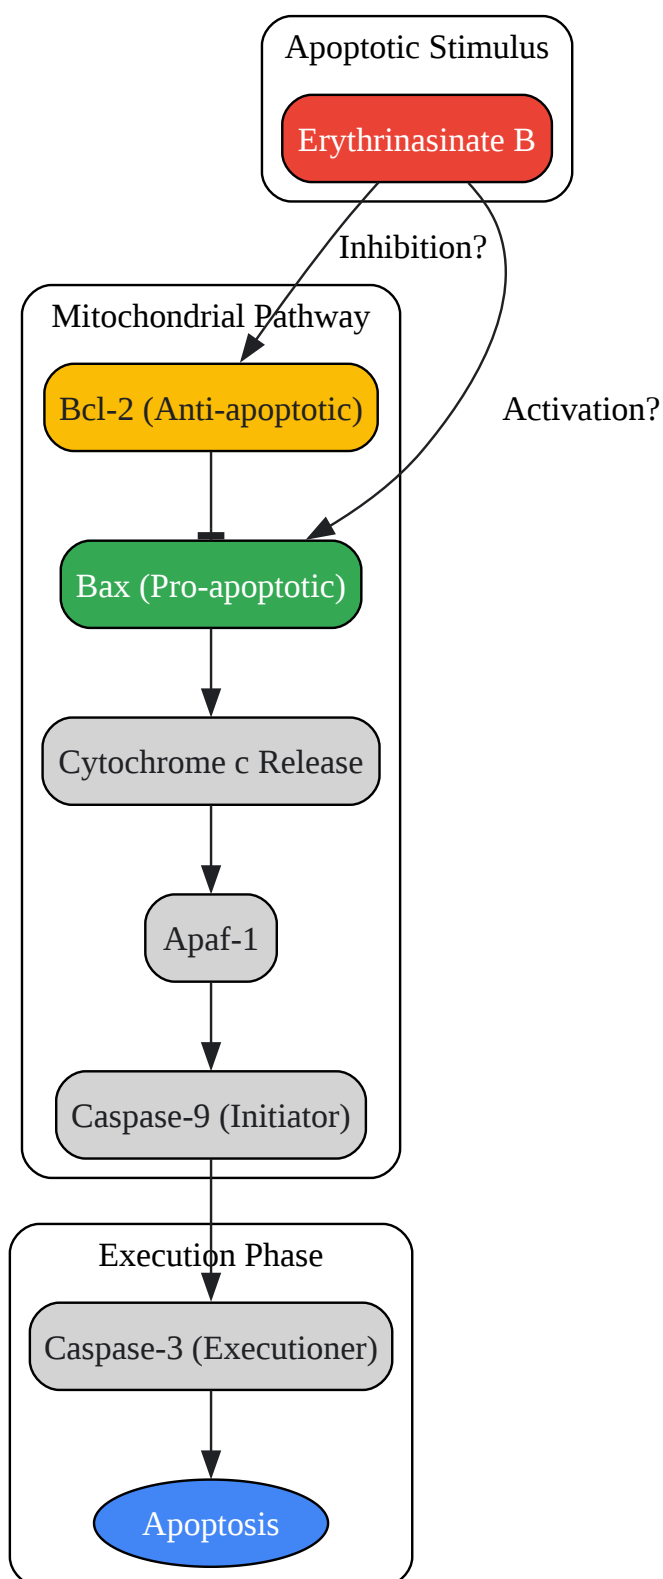 Apoptotic Stimulus
Erythrinasinate B
Inhibition?
Mitochondrial Pathway
Bcl-2 (Anti-apoptotic)
Activation?
Bax (Pro-apoptotic)
Cytochrome c Release
Apaf-1
Caspase-9 (Initiator)
Execution Phase
Caspase-3 (Executioner)
Apoptosis